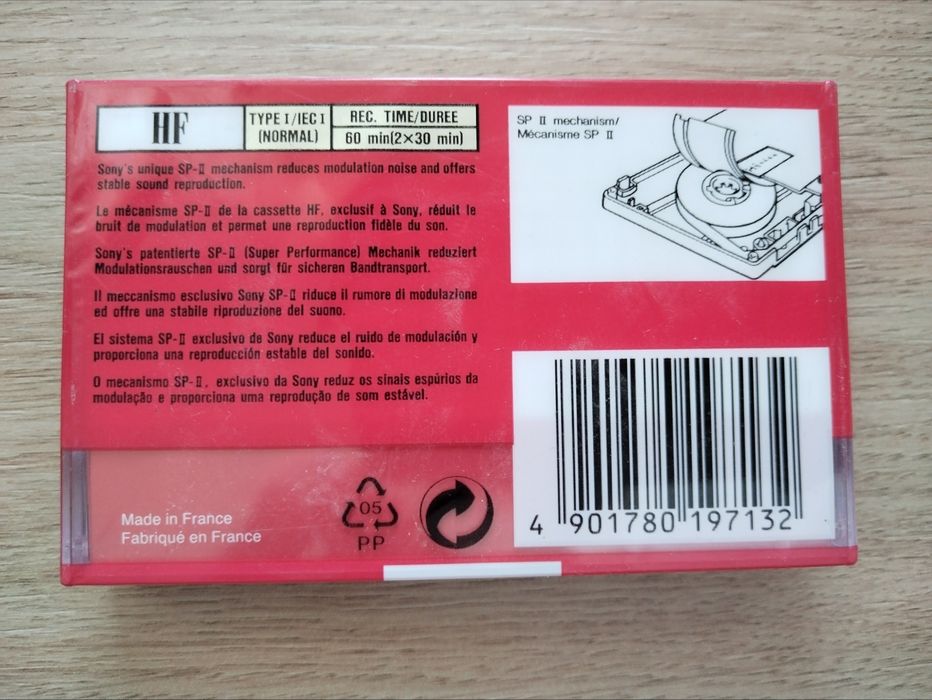 HF
TYPE I/IEC I
(NORMAL)
REC. TIME/DUREE
60 min(2×30 min)
Sony's unique SP-II mechanism reduces modulation noise and offers
stable sound reproduction.
Le mécanisme SP-II de la cassette HF, exclusif à Sony, réduit le
bruit de modulation et permet une reproduction fidèle du son.
Sony's patentierte SP-II (Super Performance) Mechanik reduziert
Modulationsrauschen und sorgt für sicheren Bandtransport.
Il meccanismo esclusivo Sony SP-II riduce il rumore di modulazione
ed offre una stabile riproduzione del suono.
El sistema SP-II exclusivo de Sony reduce el ruido de modulación y
proporciona una reproducción estable del sonido.
O mecanismo SP-II, exclusivo da Sony reduz os sinais espúrios da
modulação e proporciona uma reprodução de som estável.
SP II mechanism/
Mécanisme SP II
Made in France
Fabriqué en France
05
PP
4 901780 197132